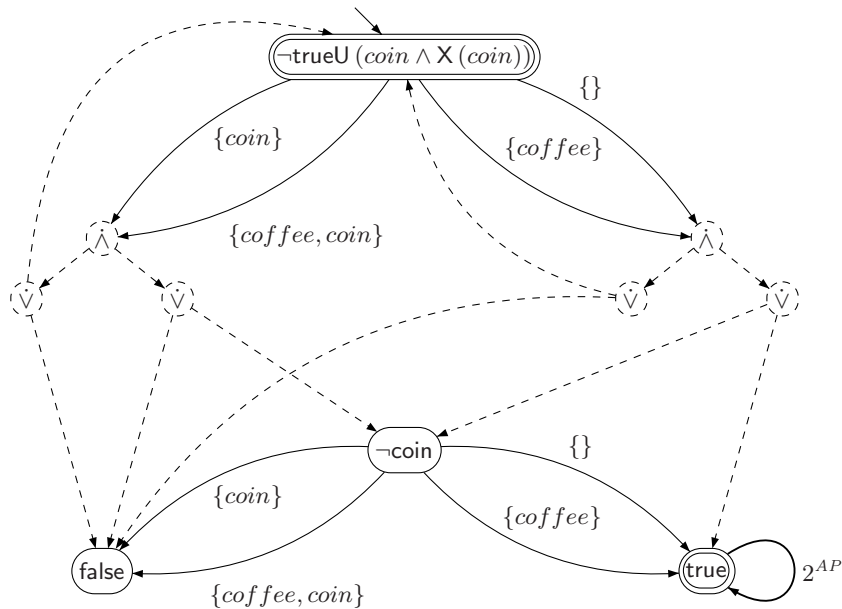 ¬trueU (coin ∧ X (coin))
{}
{coin}
{coffee}
{coffee, coin}
∧̇
∧̇
∨̇
∨̇
∨̇
∨̇
¬coin
{}
{coin}
{coffee}
false
true
2^{AP}
{coffee, coin}